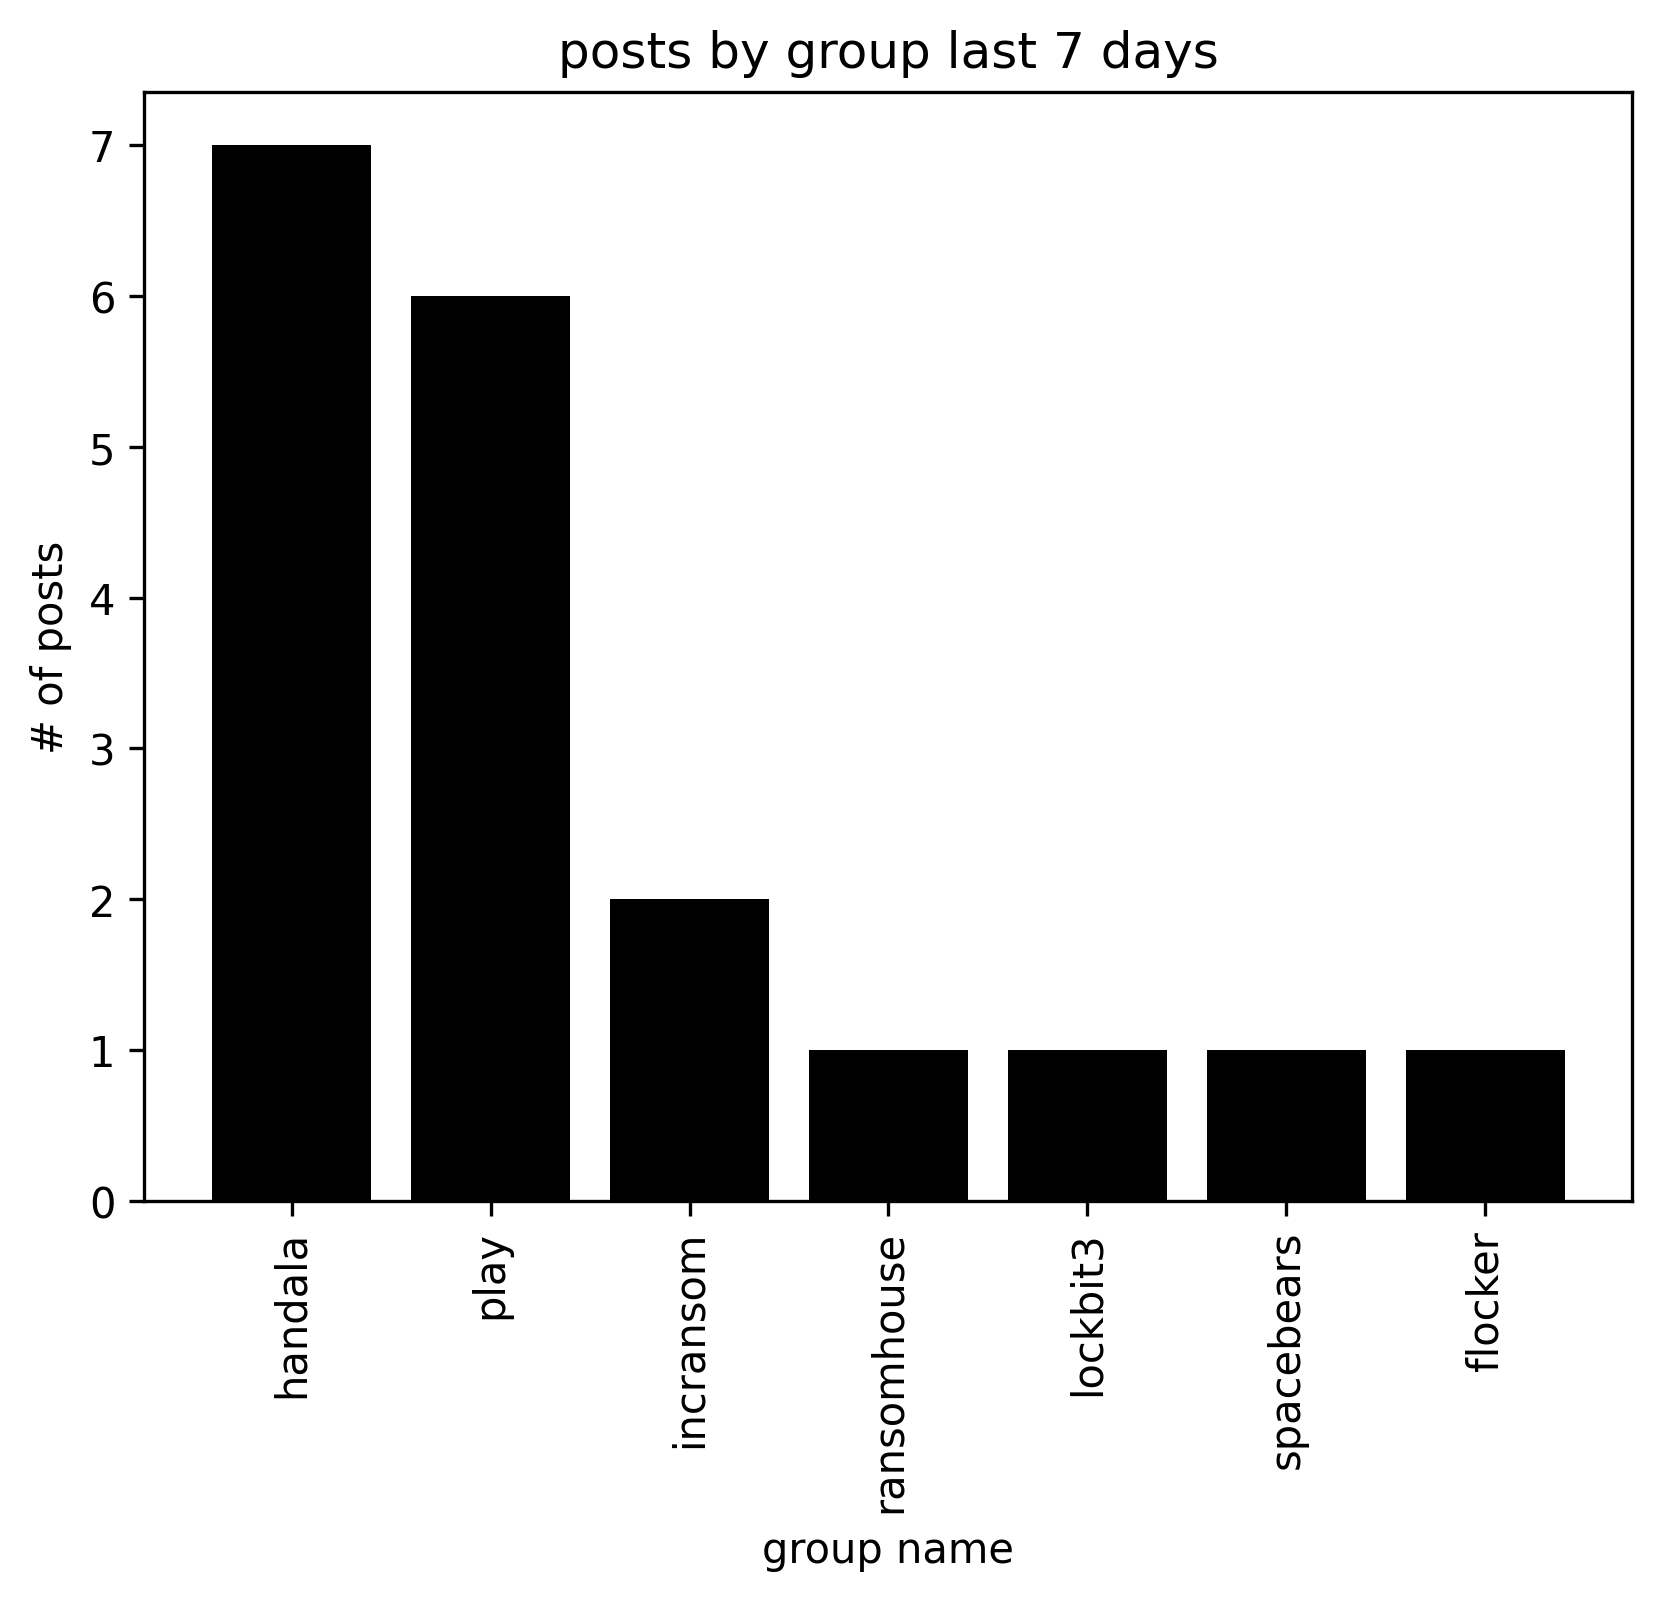 posts by group last 7 days
# of posts
7
6
5
4
3
2
1
0
handala
play
incransom
ransomhouse
lockbit3
spacebears
flocker
group name